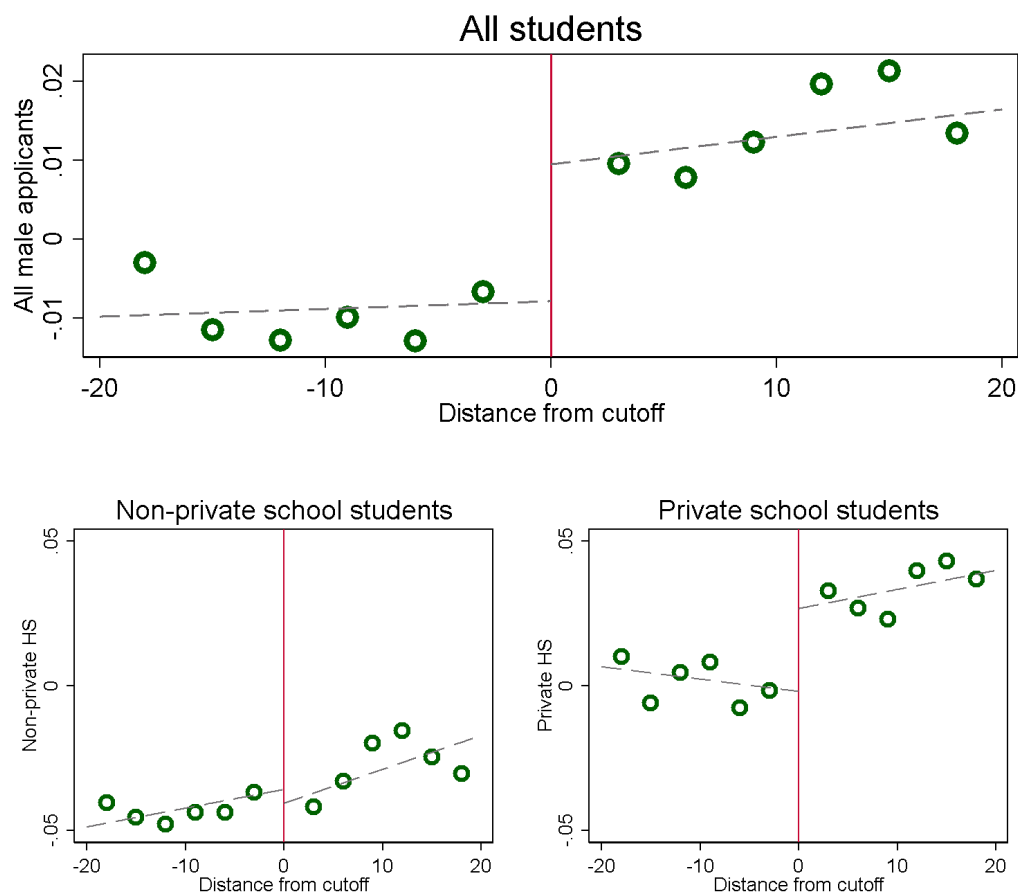 All students
All male applicants
.02
.01
0
-.01
-20
-10
0
10
20
Distance from cutoff
Non-private school students
Non-private HS
.05
0
-.05
-20
-10
0
10
20
Distance from cutoff
Private school students
Private HS
.05
0
-.05
-20
-10
0
10
20
Distance from cutoff